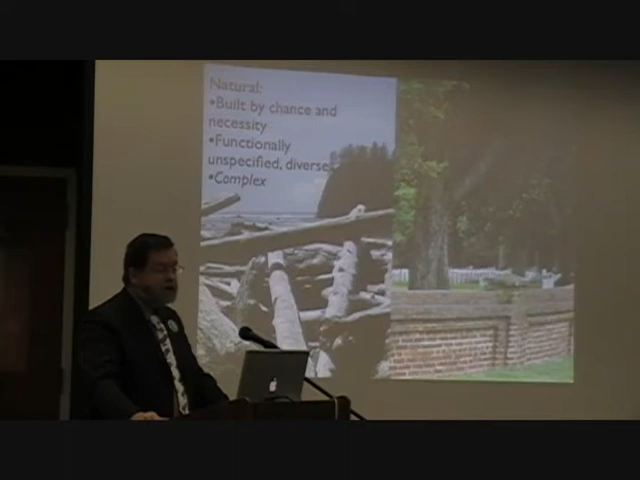 Natural:
•Built by chance and
necessity
•Functionally
unspecified, diverse
•Complex